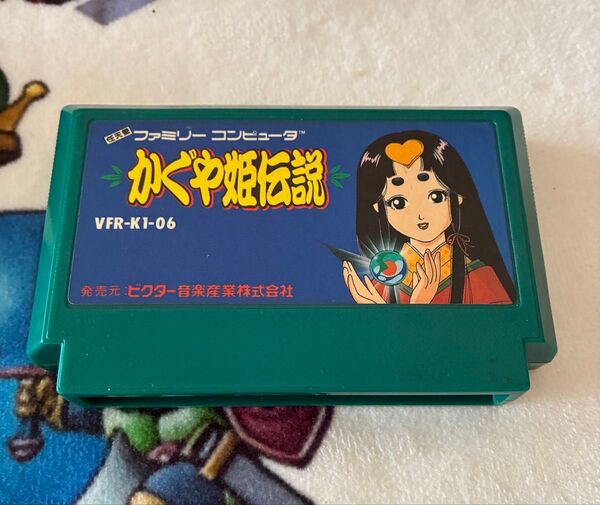 任天堂 ファミリー コンピュータ™
かぐや姫伝説
VFR-K1-06
発売元:ビクター音楽産業株式会社